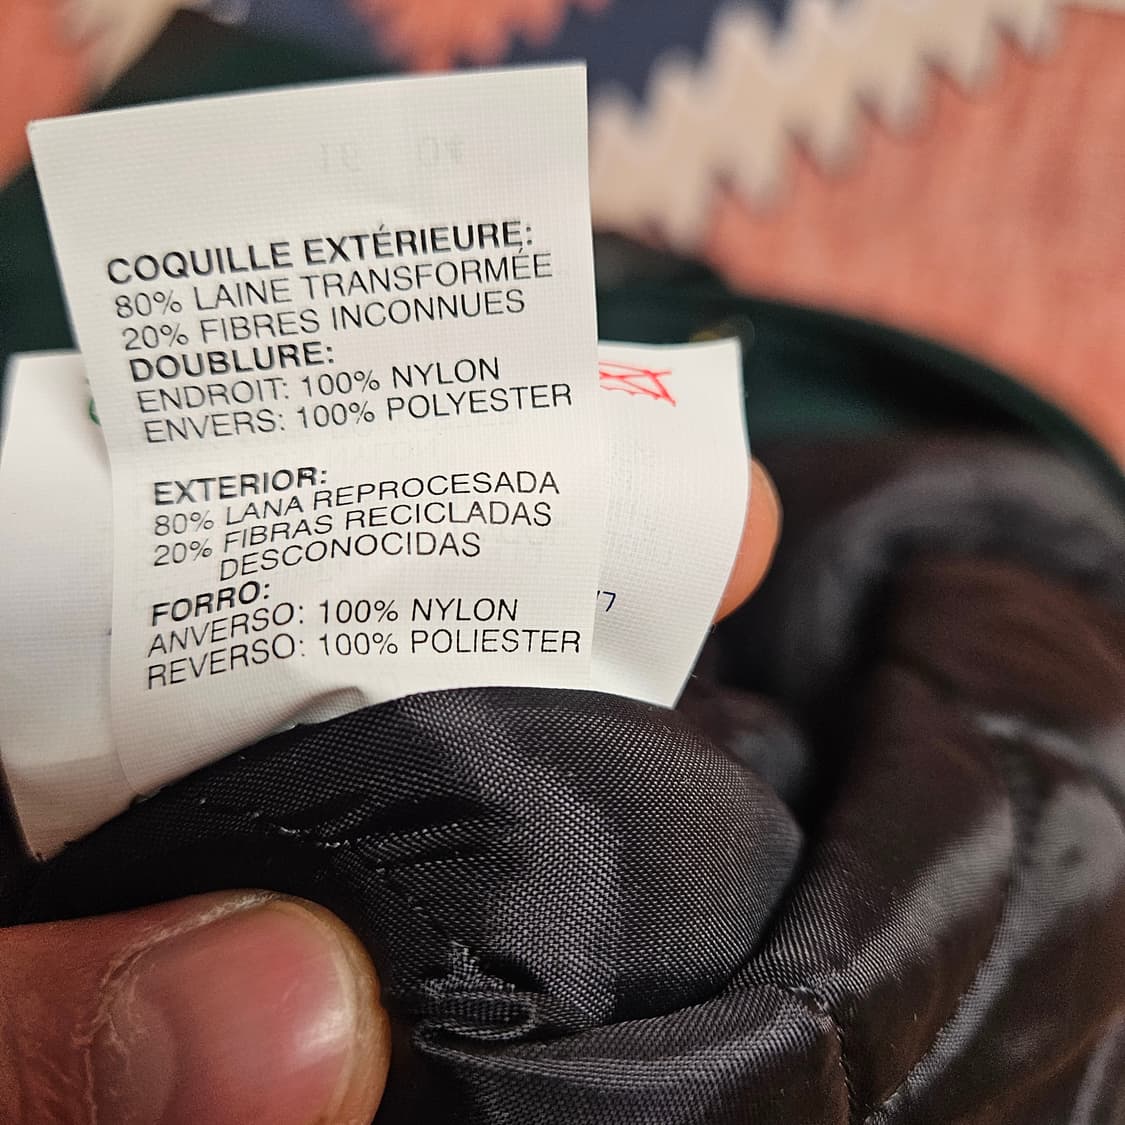 COQUILLE EXTÉRIEURE:
80% LAINE TRANSFORMÉE
20% FIBRES INCONNUES
DOUBLURE:
ENDROIT: 100% NYLON
ENVERS: 100% POLYESTER
EXTERIOR:
80% LANA REPROCESADA
20% FIBRAS RECICLADAS
DESCONOCIDAS
FORRO:
ANVERSO: 100% NYLON
REVERSO: 100% POLIESTER